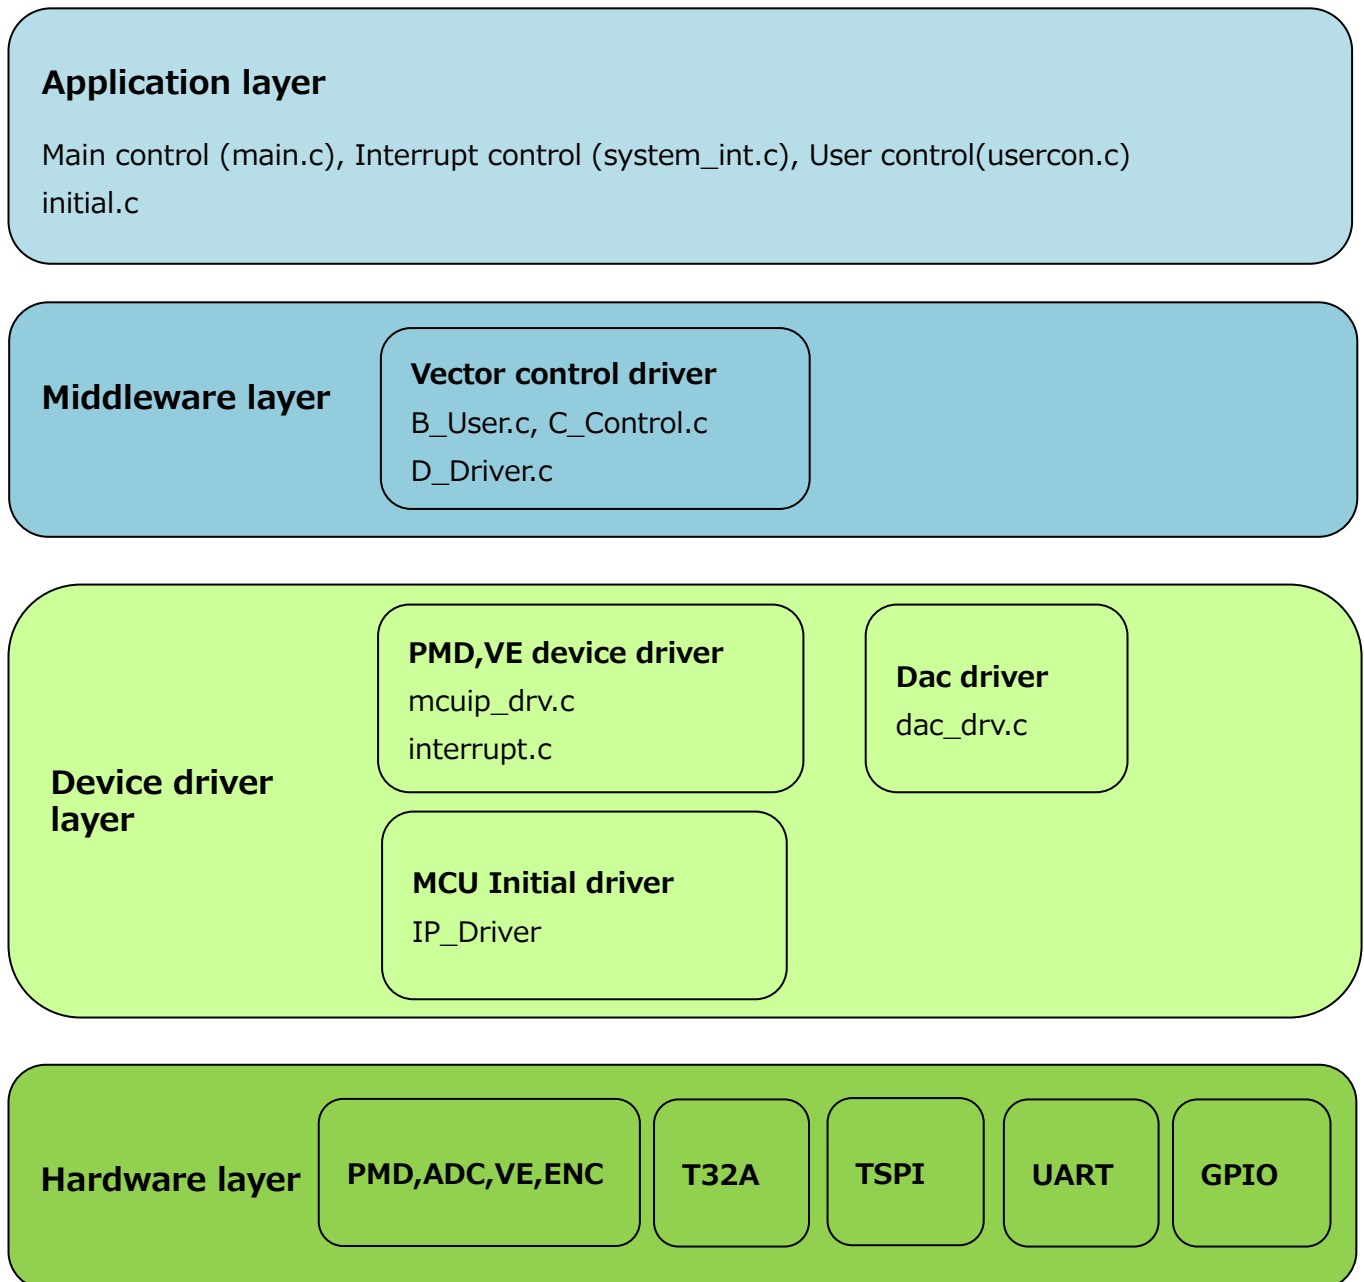 Application layer
Main control (main.c), Interrupt control (system_int.c), User control(usercon.c)
initial.c
Middleware layer
Vector control driver
B_User.c, C_Control.c
D_Driver.c
Device driver
layer
PMD,VE device driver
mcuip_drv.c
interrupt.c
Dac driver
dac_drv.c
MCU Initial driver
IP_Driver
Hardware layer
PMD,ADC,VE,ENC
T32A
TSPI
UART
GPIO